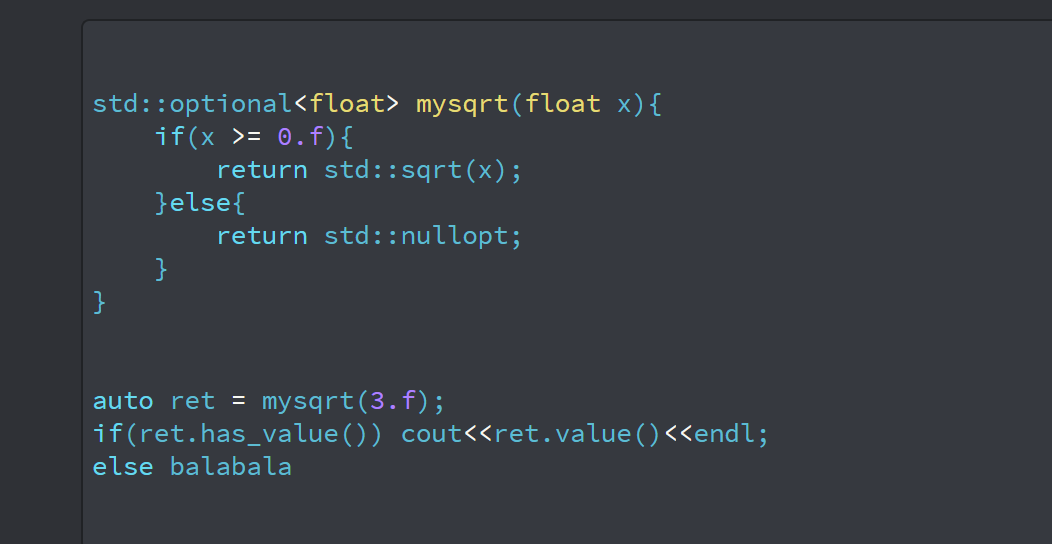 std::optional<float> mysqrt(float x){
    if(x >= 0.f){
        return std::sqrt(x);
    }else{
        return std::nullopt;
    }
}
auto ret = mysqrt(3.f);
if(ret.has_value()) cout<<ret.value()<<endl;
else balabala